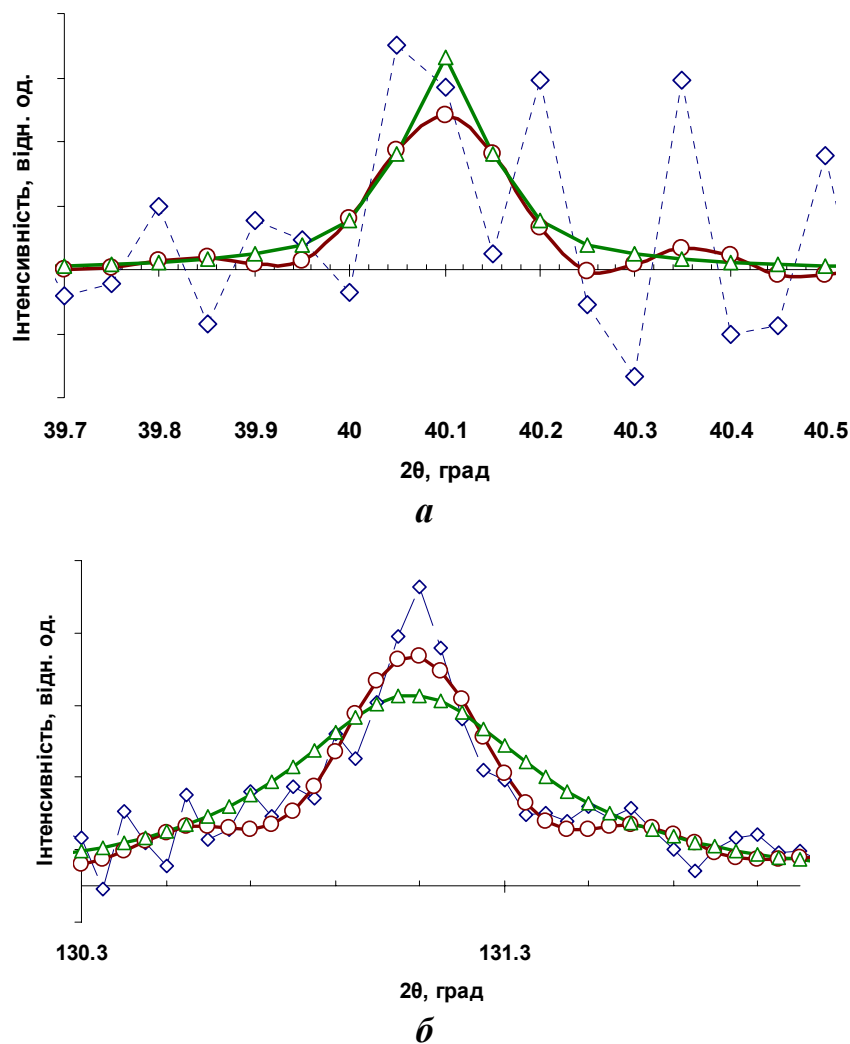 Інтенсивність, відн. од.
39.7 39.8 39.9 40 40.1 40.2 40.3 40.4 40.5
2θ, град
а
Інтенсивність, відн. од.
130.3 131.3
2θ, град
б